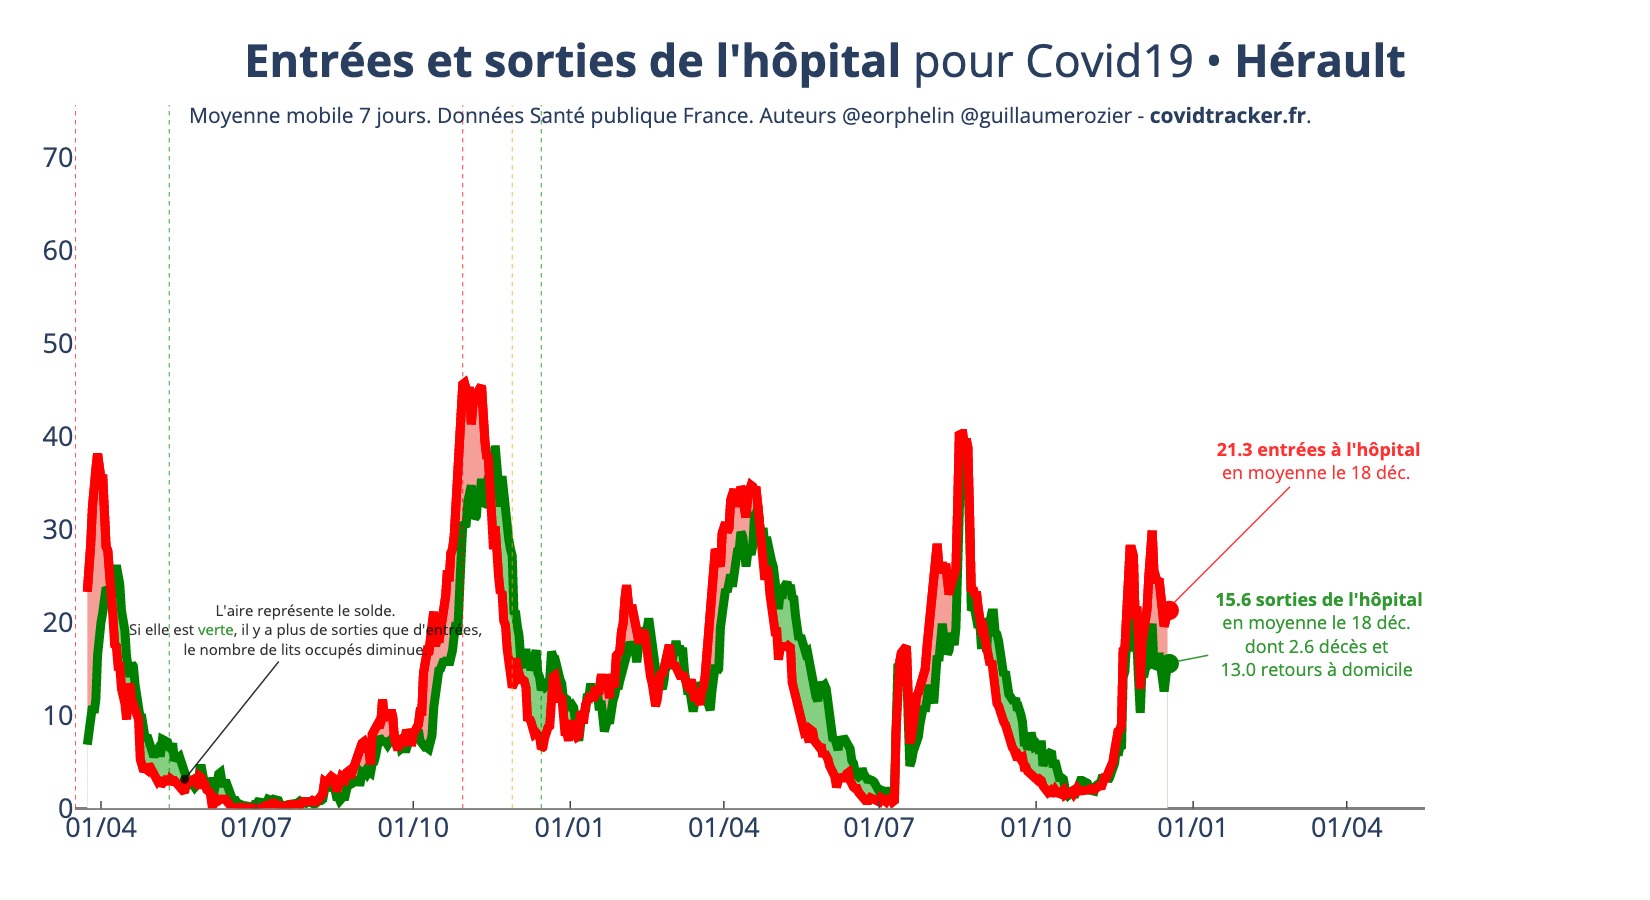 Entrées et sorties de l'hôpital pour Covid19 • Hérault
Moyenne mobile 7 jours. Données Santé publique France. Auteurs @eorphelin @guillaumerozier - covidtracker.fr.
70
60
50
40
30
20
10
0
21.3 entrées à l'hôpital
en moyenne le 18 déc.
15.6 sorties de l'hôpital
en moyenne le 18 déc.
dont 2.6 décès et
13.0 retours à domicile
L'aire représente le solde.
Si elle est verte, il y a plus de sorties que d'entrées,
le nombre de lits occupés diminue.
01/04 01/07 01/10 01/01 01/04 01/07 01/10 01/01 01/04